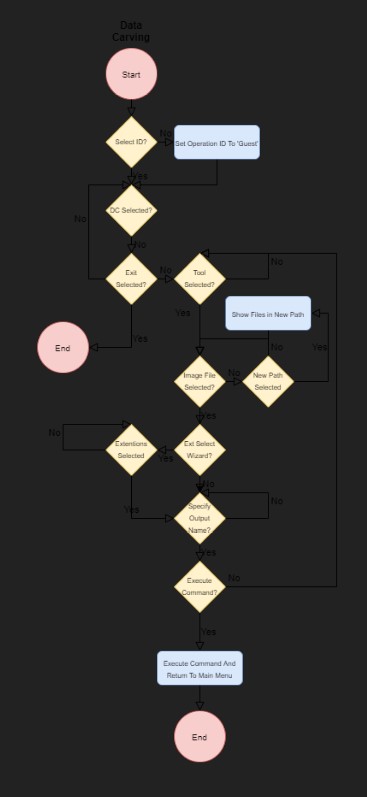 Data
Carving
Start
Select ID?
No
Set Operation ID To 'Guest'
Yes
DC Selected?
No
No
Exit
Selected?
No
Tool
Selected?
No
Yes
Yes
End
Show Files in New Path
Image File
Selected?
No
New Path
Selected
No
Yes
Yes
No
Extentions
Selected
Yes
Ext Select
Wizard?
No
Yes
Specify
Output
Name?
No
Yes
Execute
Command?
No
Yes
Execute Command And
Return To Main Menu
End